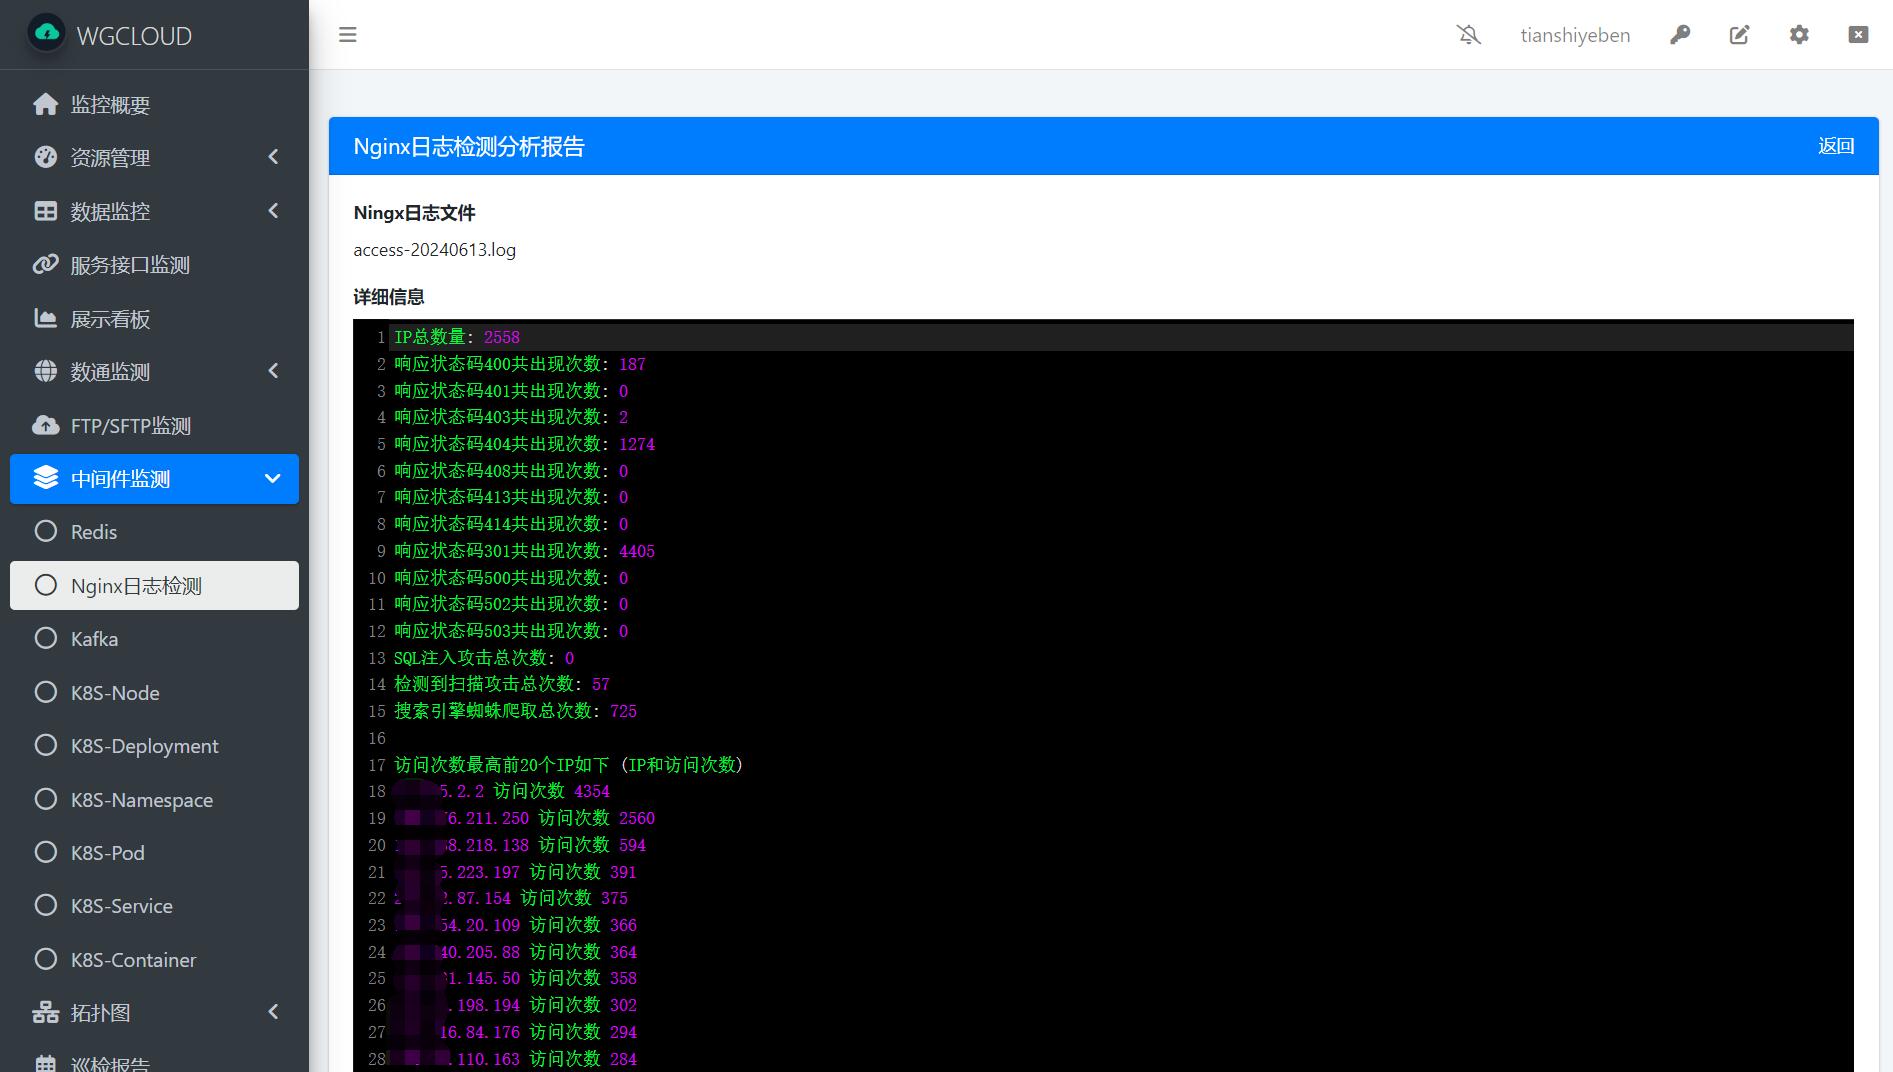 WGCLOUD
tianshiyeben
监控概要
资源管理
数据监控
服务接口监测
展示看板
数通监测
FTP/SFTP监测
中间件监测
Redis
Nginx日志检测
Kafka
K8S-Node
K8S-Deployment
K8S-Namespace
K8S-Pod
K8S-Service
K8S-Container
拓扑图
巡检报告
Nginx日志检测分析报告
返回
Ningx日志文件
access-20240613.log
详细信息
1 IP总数量: 2558
2 响应状态码400共出现次数: 187
3 响应状态码401共出现次数: 0
4 响应状态码403共出现次数: 2
5 响应状态码404共出现次数: 1274
6 响应状态码408共出现次数: 0
7 响应状态码413共出现次数: 0
8 响应状态码414共出现次数: 0
9 响应状态码301共出现次数: 4405
10 响应状态码500共出现次数: 0
11 响应状态码502共出现次数: 0
12 响应状态码503共出现次数: 0
13 SQL注入攻击总次数: 0
14 检测到扫描攻击总次数: 57
15 搜索引擎蜘蛛爬取总次数: 725
16
17 访问次数最高前20个IP如下 (IP和访问次数)
18 5.2.2 访问次数 4354
19 6.211.250 访问次数 2560
20 8.218.138 访问次数 594
21 5.223.197 访问次数 391
22 .87.154 访问次数 375
23 54.20.109 访问次数 366
24 40.205.88 访问次数 364
25 1.145.50 访问次数 358
26 .198.194 访问次数 302
27 16.84.176 访问次数 294
28 .110.163 访问次数 284